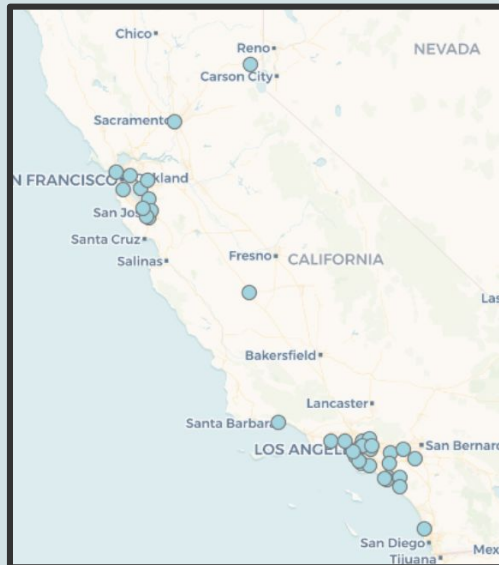 Chico
Reno
NEVADA
Carson City
Sacramento
N FRANCISCO
kland
San Jos
Santa Cruz
Salinas
Fresno
CALIFORNIA
Las
Bakersfield
Lancaster
Santa Barbar
LOS ANGEL
San Bernard
San Diego
Tijuana
Mex